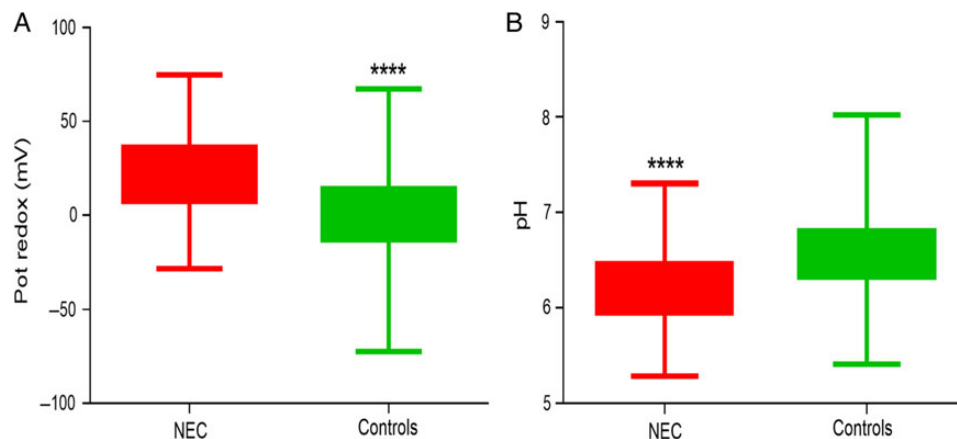 A
100
50
0
–50
–100
Pot redox (mV)
****
NEC
Controls
B
9
8
7
6
5
pH
****
NEC
Controls